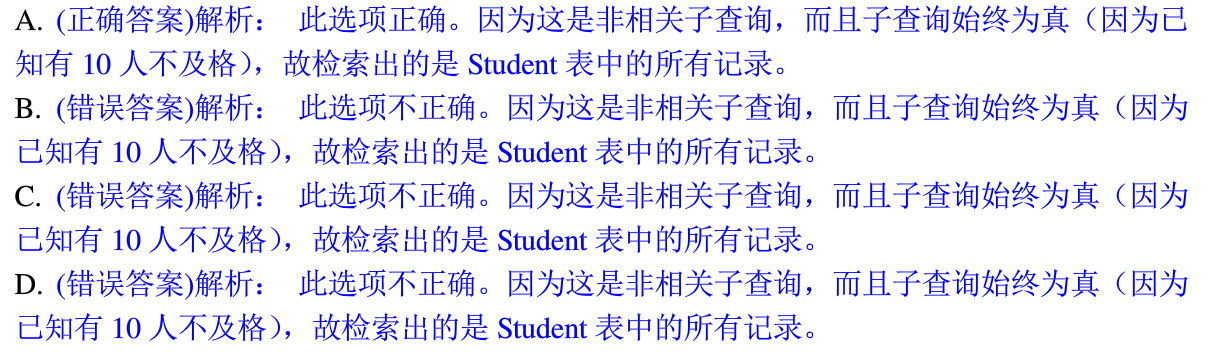 A. (正确答案)解析： 此选项正确。因为这是非相关子查询，而且子查询始终为真（因为已
知有 10 人不及格），故检索出的是 Student 表中的所有记录。
B. (错误答案)解析： 此选项不正确。因为这是非相关子查询，而且子查询始终为真（因为
已知有 10 人不及格），故检索出的是 Student 表中的所有记录。
C. (错误答案)解析： 此选项不正确。因为这是非相关子查询，而且子查询始终为真（因为
已知有 10 人不及格），故检索出的是 Student 表中的所有记录。
D. (错误答案)解析： 此选项不正确。因为这是非相关子查询，而且子查询始终为真（因为
已知有 10 人不及格），故检索出的是 Student 表中的所有记录。